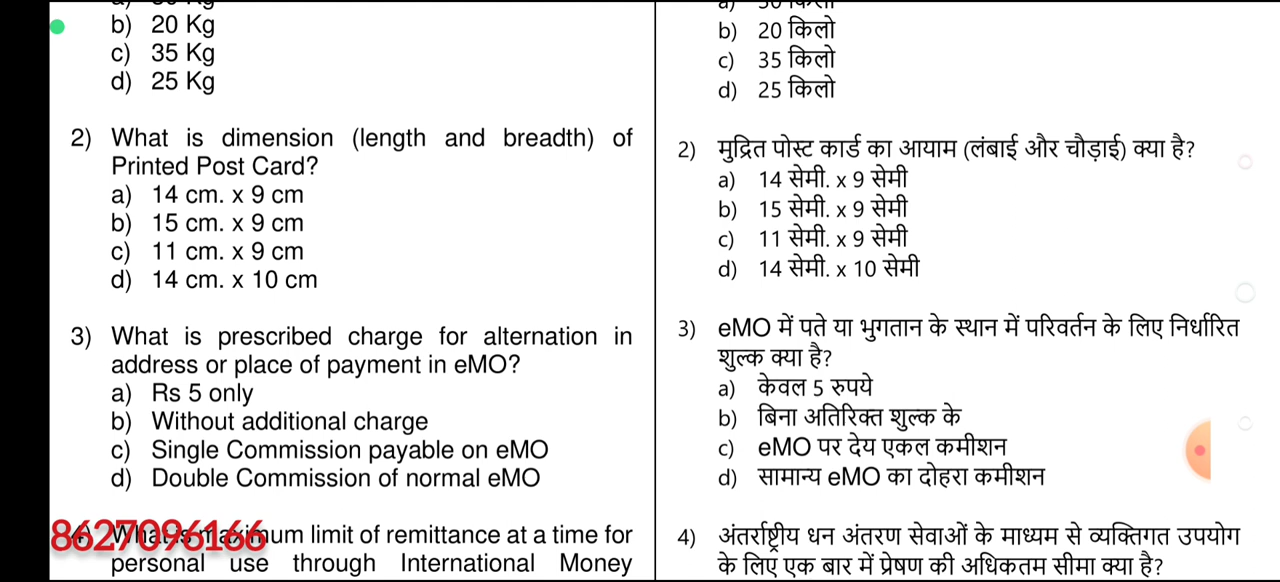 b) 20 Kg
c) 35 Kg
d) 25 Kg
2) What is dimension (length and breadth) of
Printed Post Card?
a) 14 cm. x 9 cm
b) 15 cm. x 9 cm
c) 11 cm. x 9 cm
d) 14 cm. x 10 cm
3) What is prescribed charge for alternation in
address or place of payment in eMO?
a) Rs 5 only
b) Without additional charge
c) Single Commission payable on eMO
d) Double Commission of normal eMO
8627096166
limit of remittance at a time for
personal use through International Money
b) 20 किलो
c) 35 किलो
d) 25 किलो
2) मुद्रित पोस्ट कार्ड का आयाम (लंबाई और चौड़ाई) क्या है?
a) 14 सेमी. x 9 सेमी
b) 15 सेमी. x 9 सेमी
c) 11 सेमी. x 9 सेमी
d) 14 सेमी. x 10 सेमी
3) eMO में पते या भुगतान के स्थान में परिवर्तन के लिए निर्धारित
शुल्क क्या है?
a) केवल 5 रुपये
b) बिना अतिरिक्त शुल्क के
c) eMO पर देय एकल कमीशन
d) सामान्य eMO का दोहरा कमीशन
4) अंतर्राष्ट्रीय धन अंतरण सेवाओं के माध्यम से व्यक्तिगत उपयोग
के लिए एक बार में प्रेषण की अधिकतम सीमा क्या है?